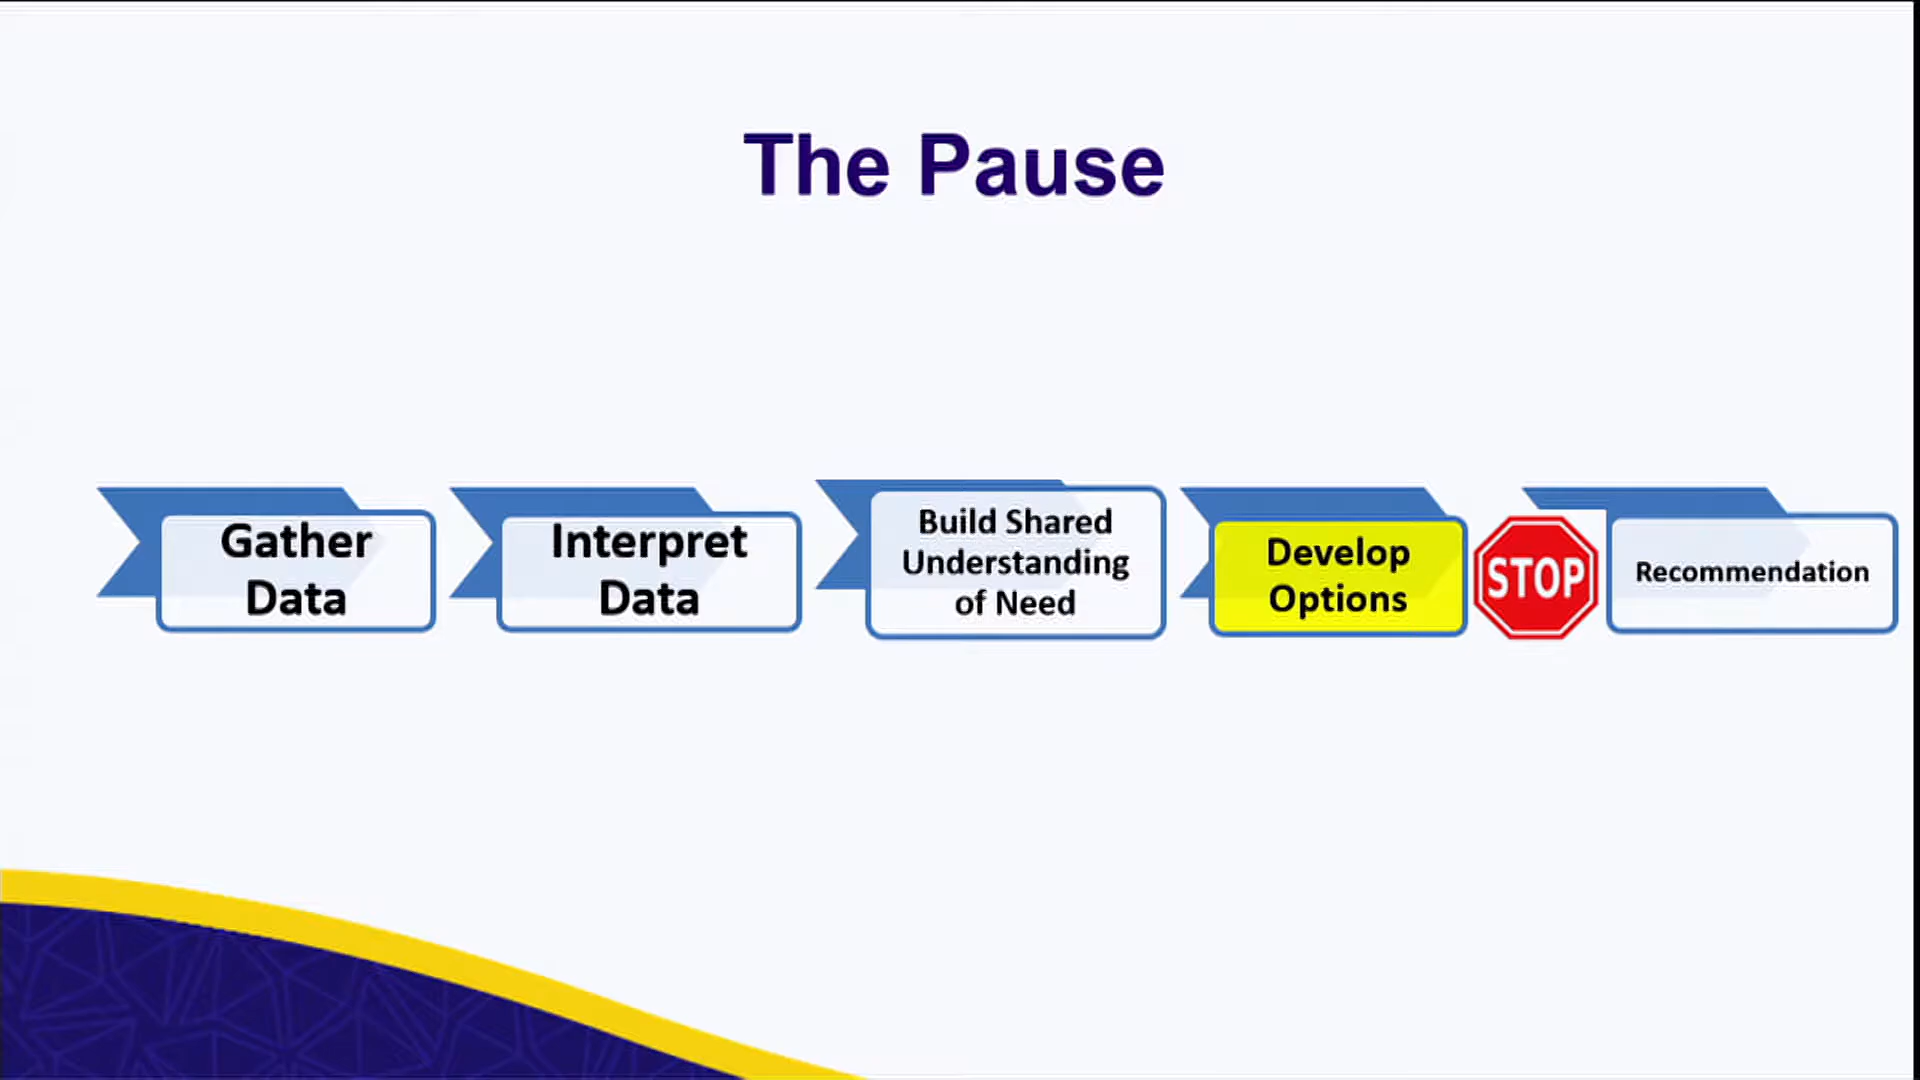 The Pause
Gather
Data
Interpret
Data
Build Shared
Understanding
of Need
Develop
Options
STOP
Recommendation